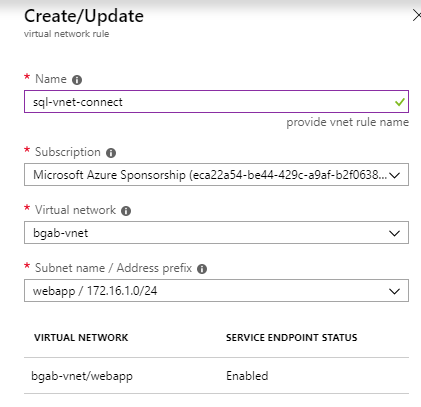 Create/Update
virtual network rule
* Name
sql-vnet-connect
provide vnet rule name
* Subscription
Microsoft Azure Sponsorship (eca22a54-be44-429c-a9af-b2f0638...
* Virtual network
bgab-vnet
* Subnet name / Address prefix
webapp / 172.16.1.0/24
VIRTUAL NETWORK SERVICE ENDPOINT STATUS
bgab-vnet/webapp Enabled